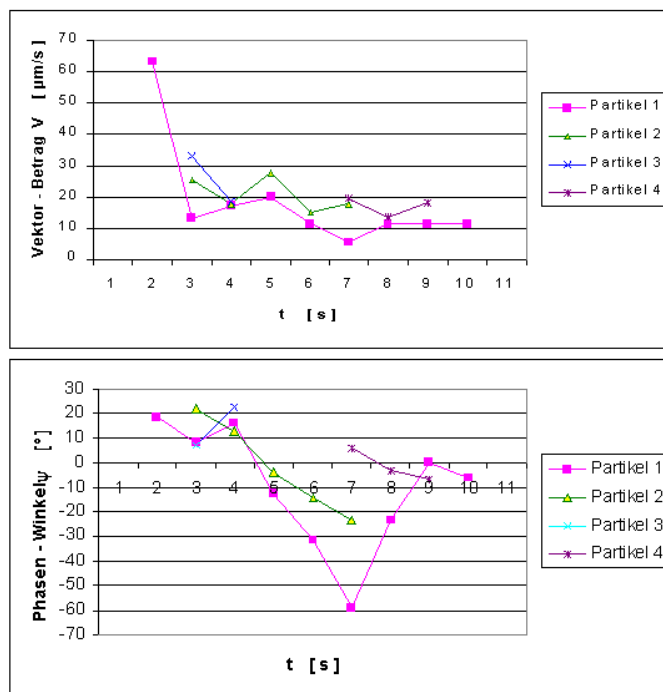 70
60
50
40
30
20
10
0
Vektor - Betrag V [ µm/s ]
1 2 3 4 5 6 7 8 9 10 11
t [ s ]
Partikel 1
Partikel 2
Partikel 3
Partikel 4
30
20
10
0
-10
-20
-30
-40
-50
-60
-70
Phasen - Winkelψ [°]
1 2 3 4 5 6 7 8 9 10 11
t [s]
Partikel 1
Partikel 2
Partikel 3
Partikel 4